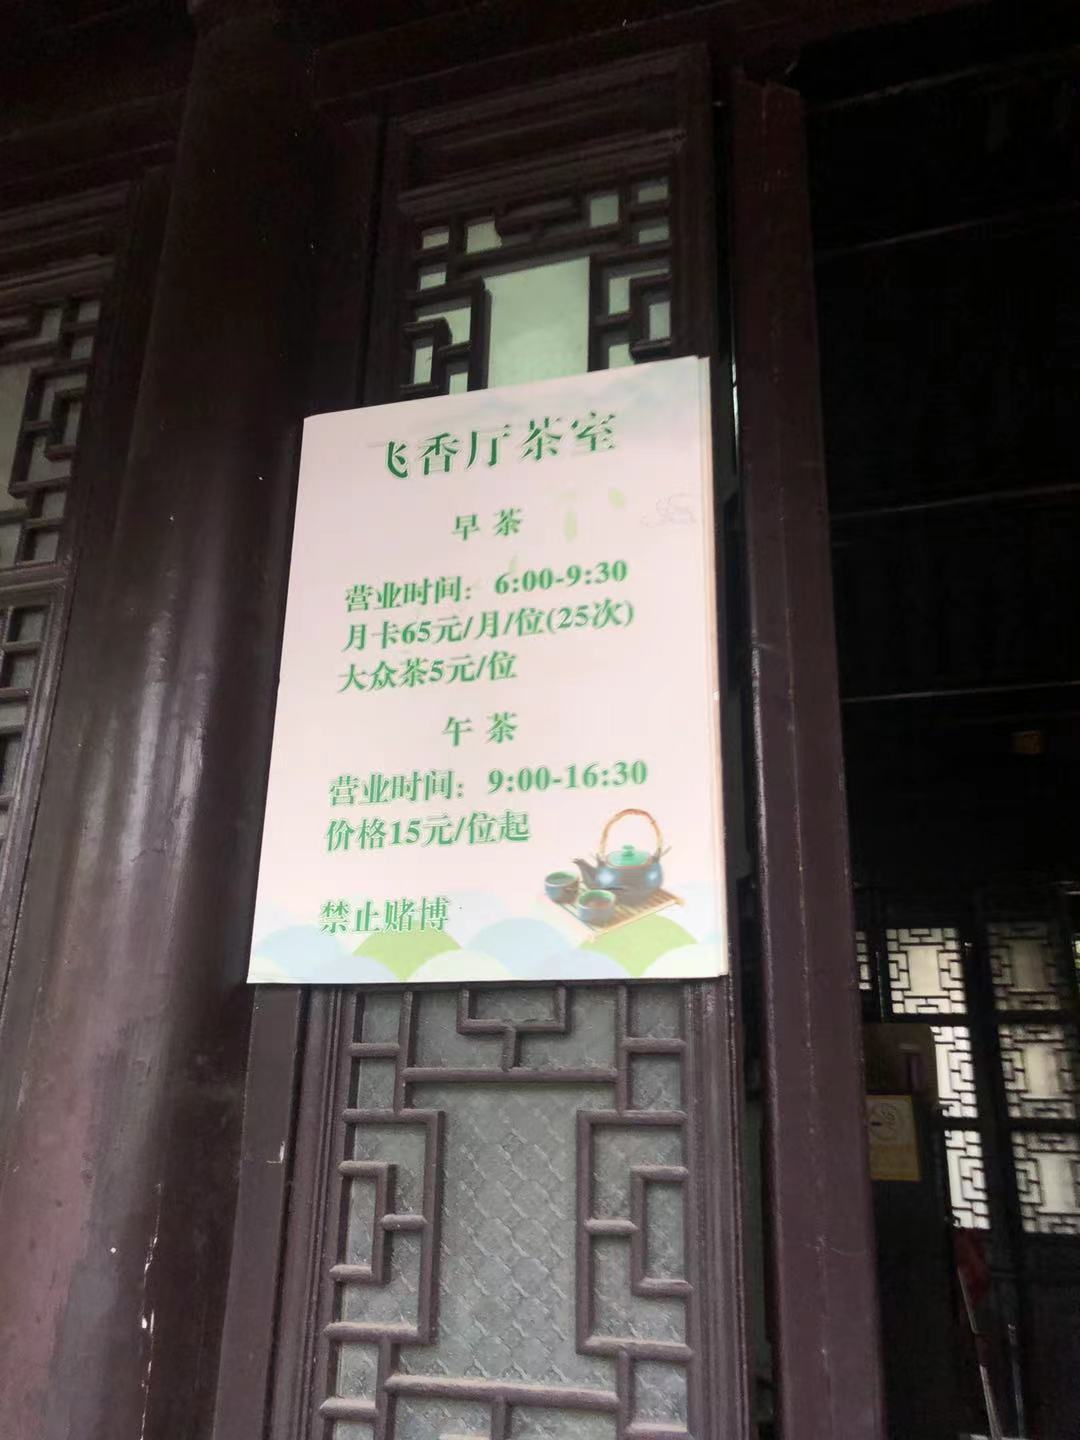 飞香厅茶室
早 茶
营业时间：6:00-9:30
月卡65元/月/位(25次)
大众茶5元/位
午 茶
营业时间：9:00-16:30
价格15元/位起
禁止赌博